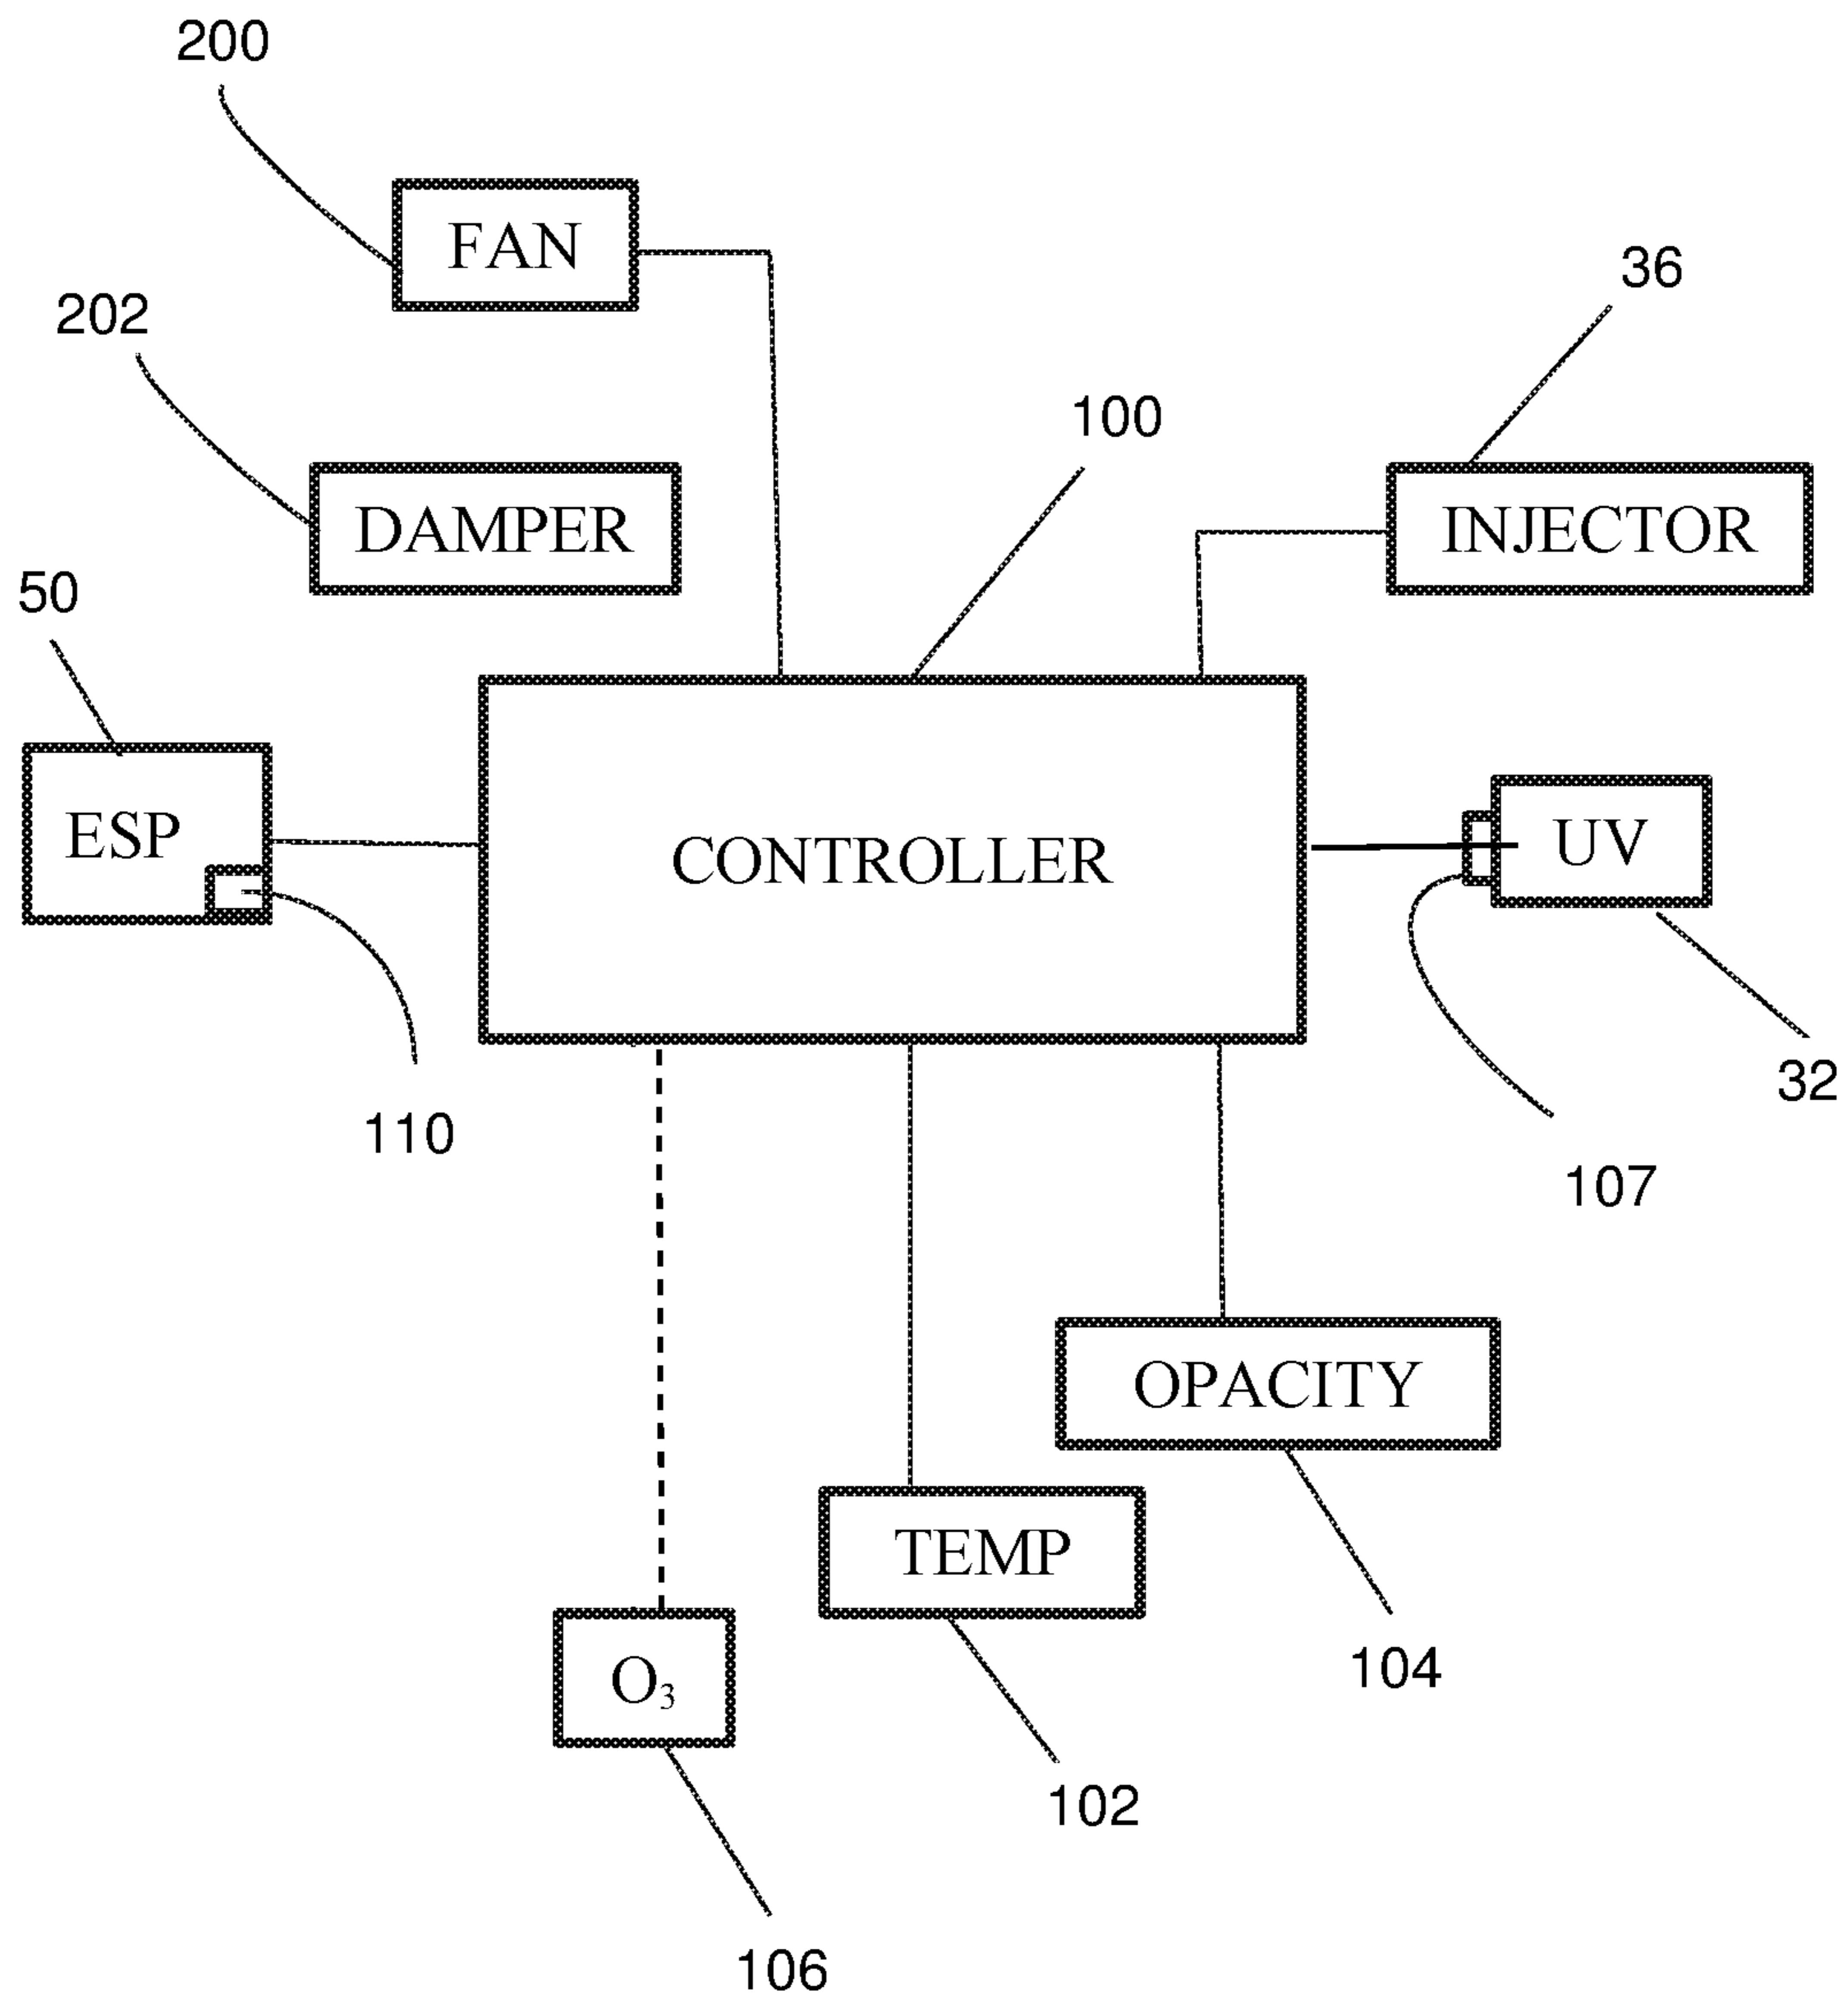 200
FAN
36
202
100
DAMPER
INJECTOR
50
ESP
CONTROLLER
UV
32
110
107
OPACITY
TEMP
104
O₃
102
106